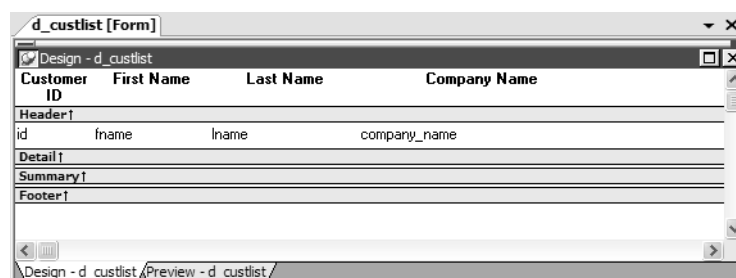 d_custlist [Form]
Design - d_custlist
Customer ID First Name Last Name Company Name
Header↑
id fname lname company_name
Detail↑
Summary↑
Footer↑
Design - d_custlist Preview - d_custlist